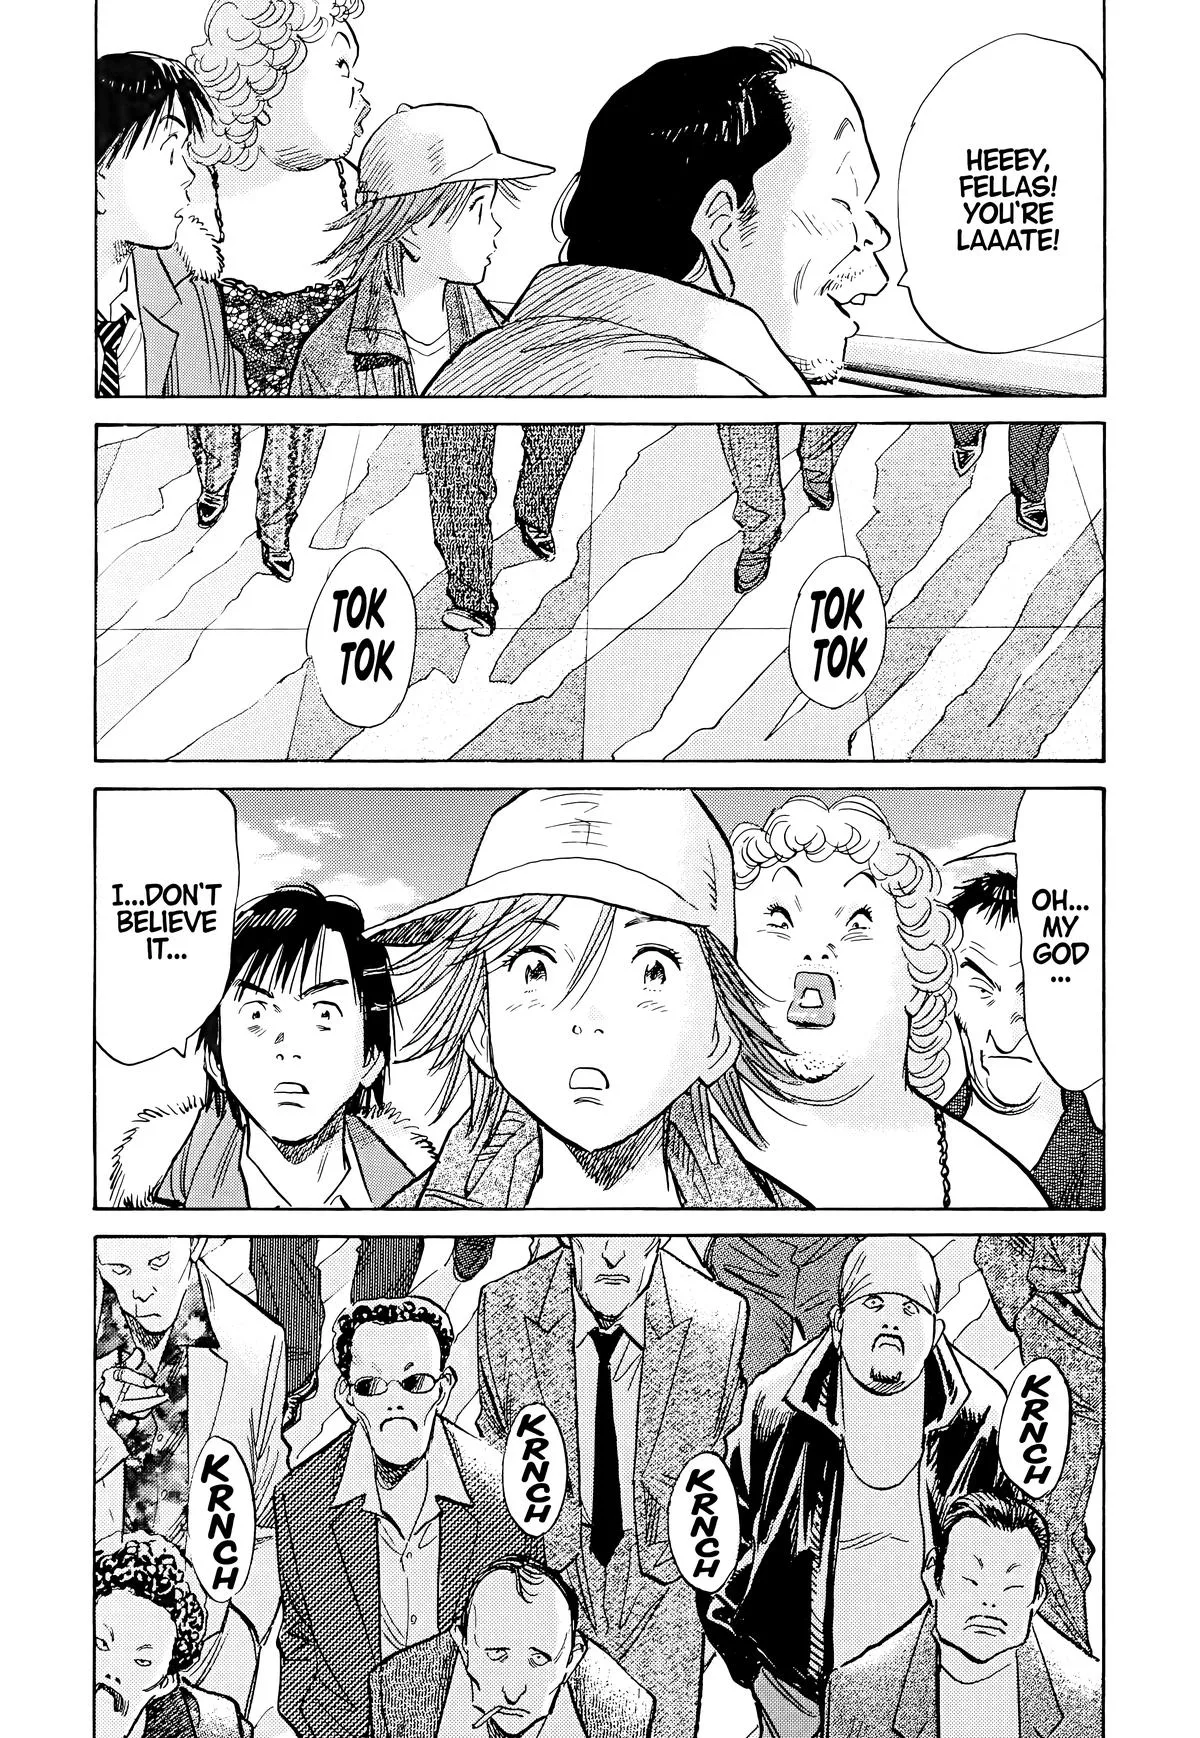 HEEEY,
FELLAS!
YOU'RE
LAAATE!
TOK
TOK
TOK
TOK
OH...
MY
GOD
...
I...DON'T
BELIEVE
IT...
KRNCH
KRNCH
KRNCH
KRNCH